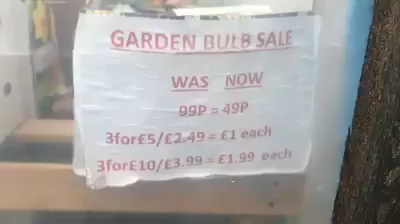 GARDEN BULB SALE
WAS NOW
99P = 49P
3for£5/£2.49 = £1 each
3for£10/£3.99 = £1.99 each